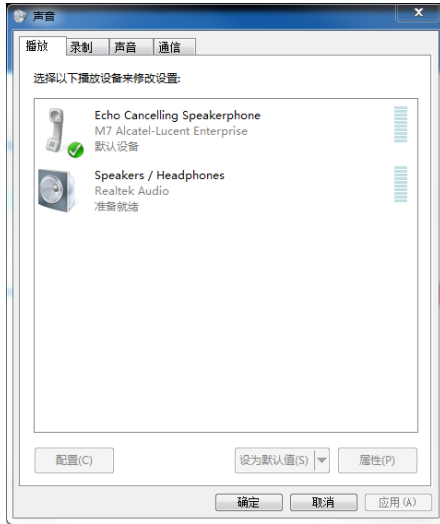 声音
播放 录制 声音 通信
选择以下播放设备来修改设置:
Echo Cancelling Speakerphone
M7 Alcatel-Lucent Enterprise
默认设备
Speakers / Headphones
Realtek Audio
准备就绪
配置(C) 设为默认值(S) 属性(P)
确定 取消 应用(A)